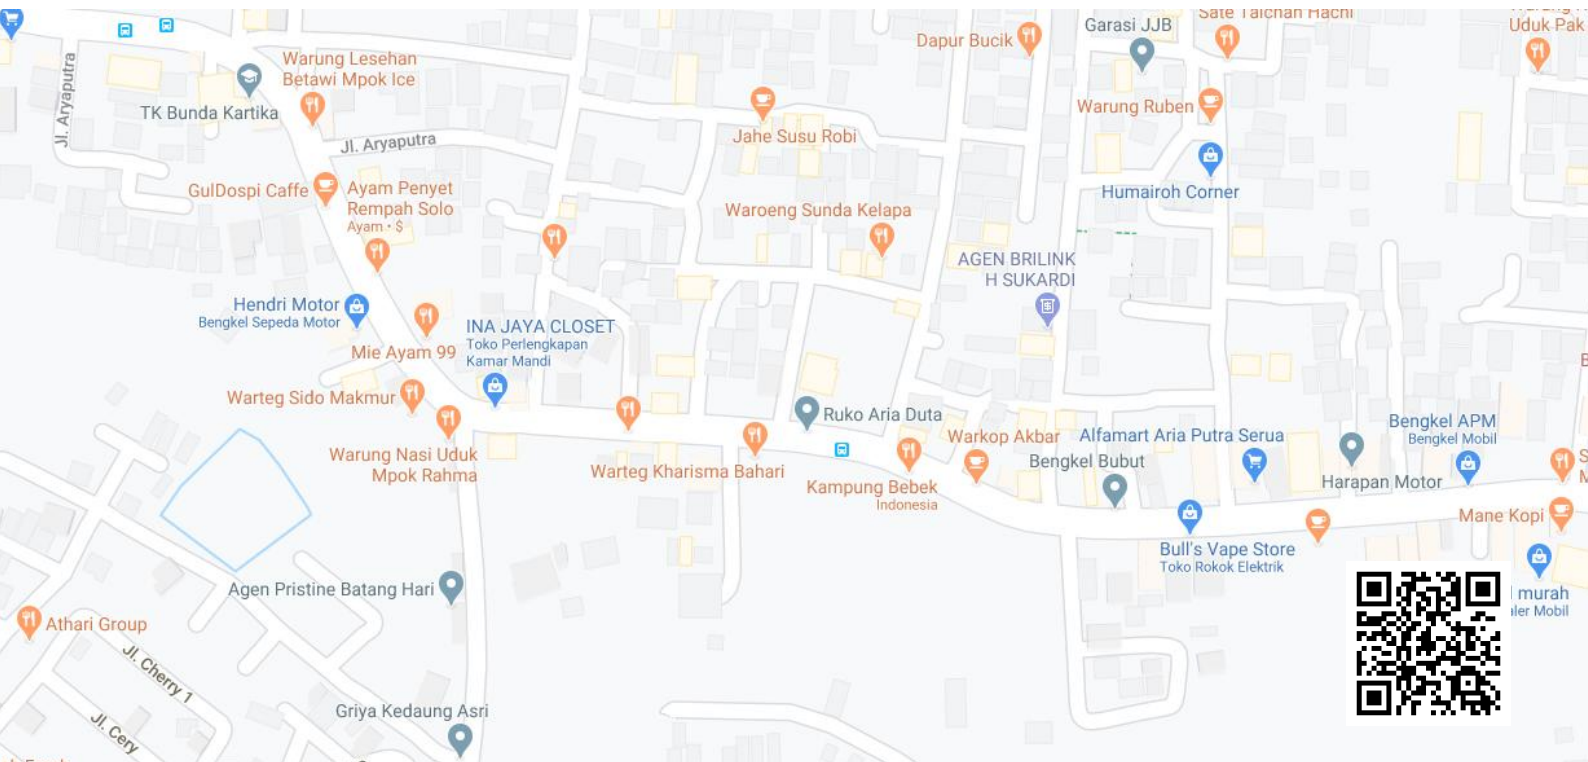 Garasi JJB
Sate Taichan Hachi
Uduk Pak
Dapur Bucik
Warung Lesehan
Betawi Mpok Ice
TK Bunda Kartika
Jl. Aryaputra
Jl. Aryaputra
Jahe Susu Robi
Warung Ruben
Humairoh Corner
GulDospi Caffe
Ayam Penyet
Rempah Solo
Ayam • $
Waroeng Sunda Kelapa
AGEN BRILINK
H SUKARDI
Hendri Motor
Bengkel Sepeda Motor
INA JAYA CLOSET
Toko Perlengkapan
Kamar Mandi
Mie Ayam 99
Warteg Sido Makmur
Ruko Aria Duta
Warung Nasi Uduk
Mpok Rahma
Warteg Kharisma Bahari
Kampung Bebek
Indonesia
Warkop Akbar
Bengkel Bubut
Alfamart Aria Putra Serua
Bengkel APM
Bengkel Mobil
Harapan Motor
Mane Kopi
Bull's Vape Store
Toko Rokok Elektrik
murah
Mobil
Agen Pristine Batang Hari
Athari Group
Jl. Cherry 1
Jl. Cery
Griya Kedaung Asri